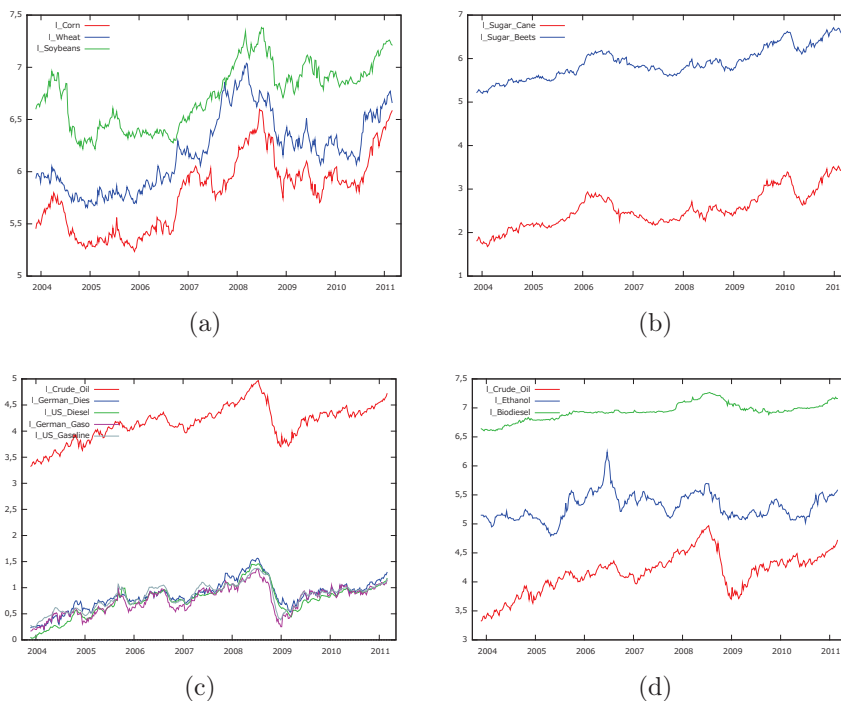 7,5
7
6,5
6
5,5
5
l_Corn
l_Wheat
l_Soybeans
2004 2005 2006 2007 2008 2009 2010 2011
(a)
7
6
5
4
3
2
1
l_Sugar_Cane
l_Sugar_Beets
2004 2005 2006 2007 2008 2009 2010 2011
(b)
5
4,5
4
3,5
3
2,5
2
1,5
1
0,5
0
l_Crude_Oil
l_German_Dies
l_US_Diesel
l_German_Gaso
l_US_Gasoline
2004 2005 2006 2007 2008 2009 2010 2011
(c)
7,5
7
6,5
6
5,5
5
4,5
4
3,5
3
l_Crude_Oil
l_Ethanol
l_Biodiesel
2004 2005 2006 2007 2008 2009 2010 2011
(d)